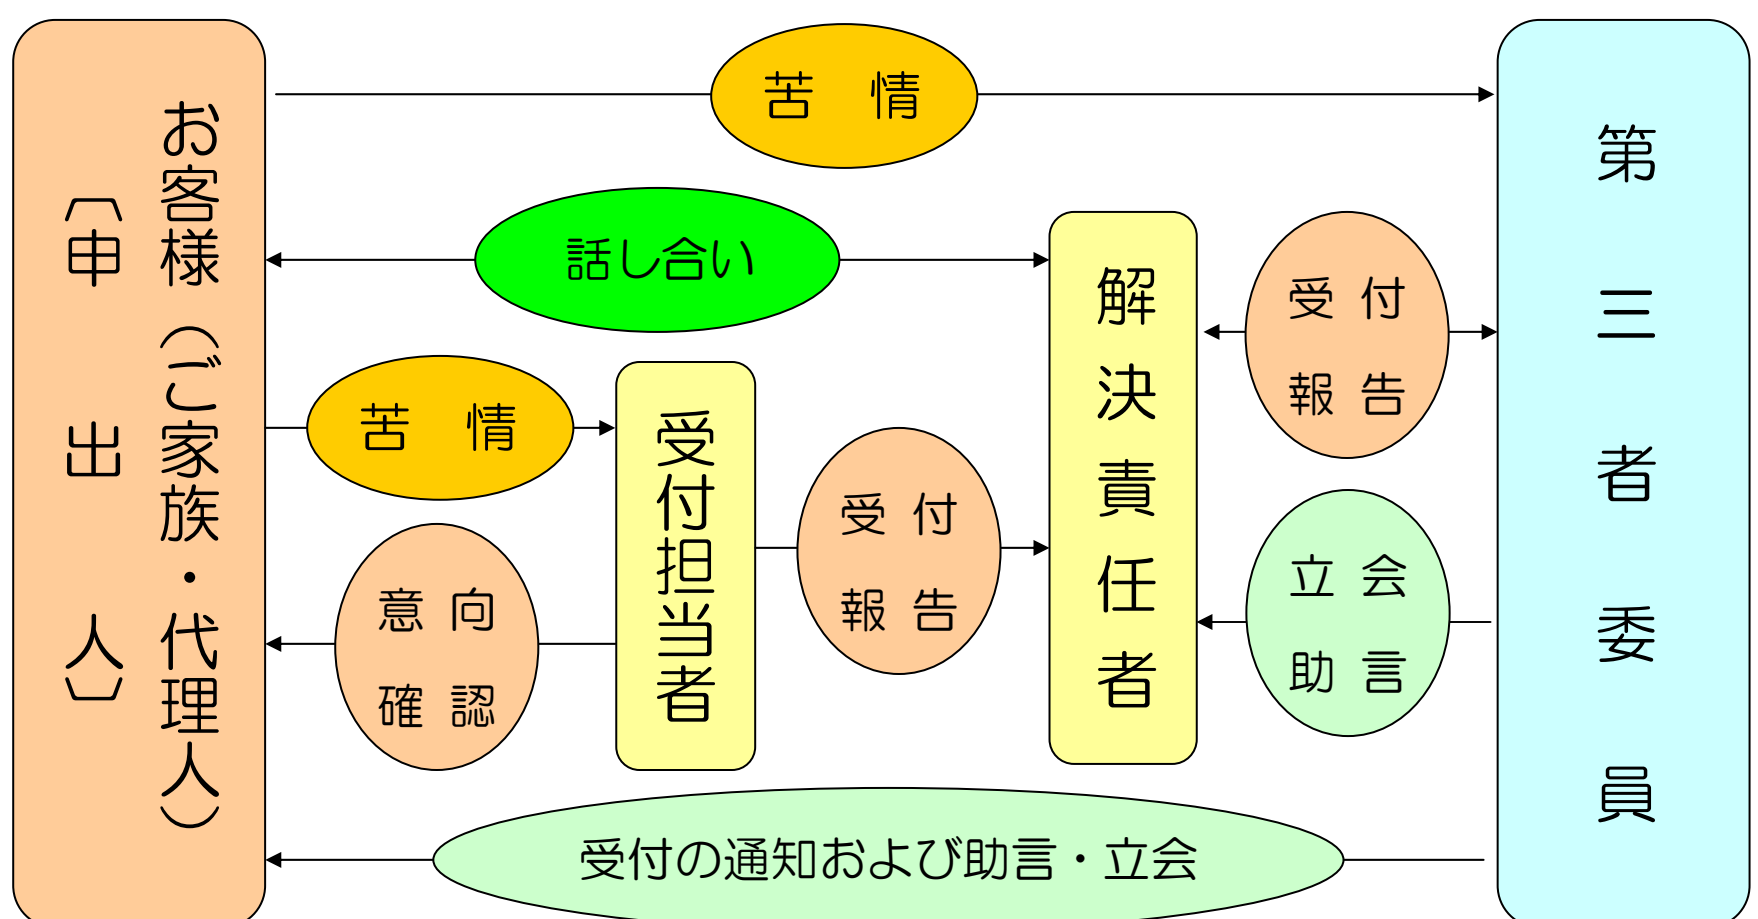 お客様（ご家族・代理人）
〔申出人〕
苦　情
第三者委員
話し合い
解決責任者
受付
報告
苦　情
受付担当者
受付
報告
意向
確認
立会
助言
受付の通知および助言・立会